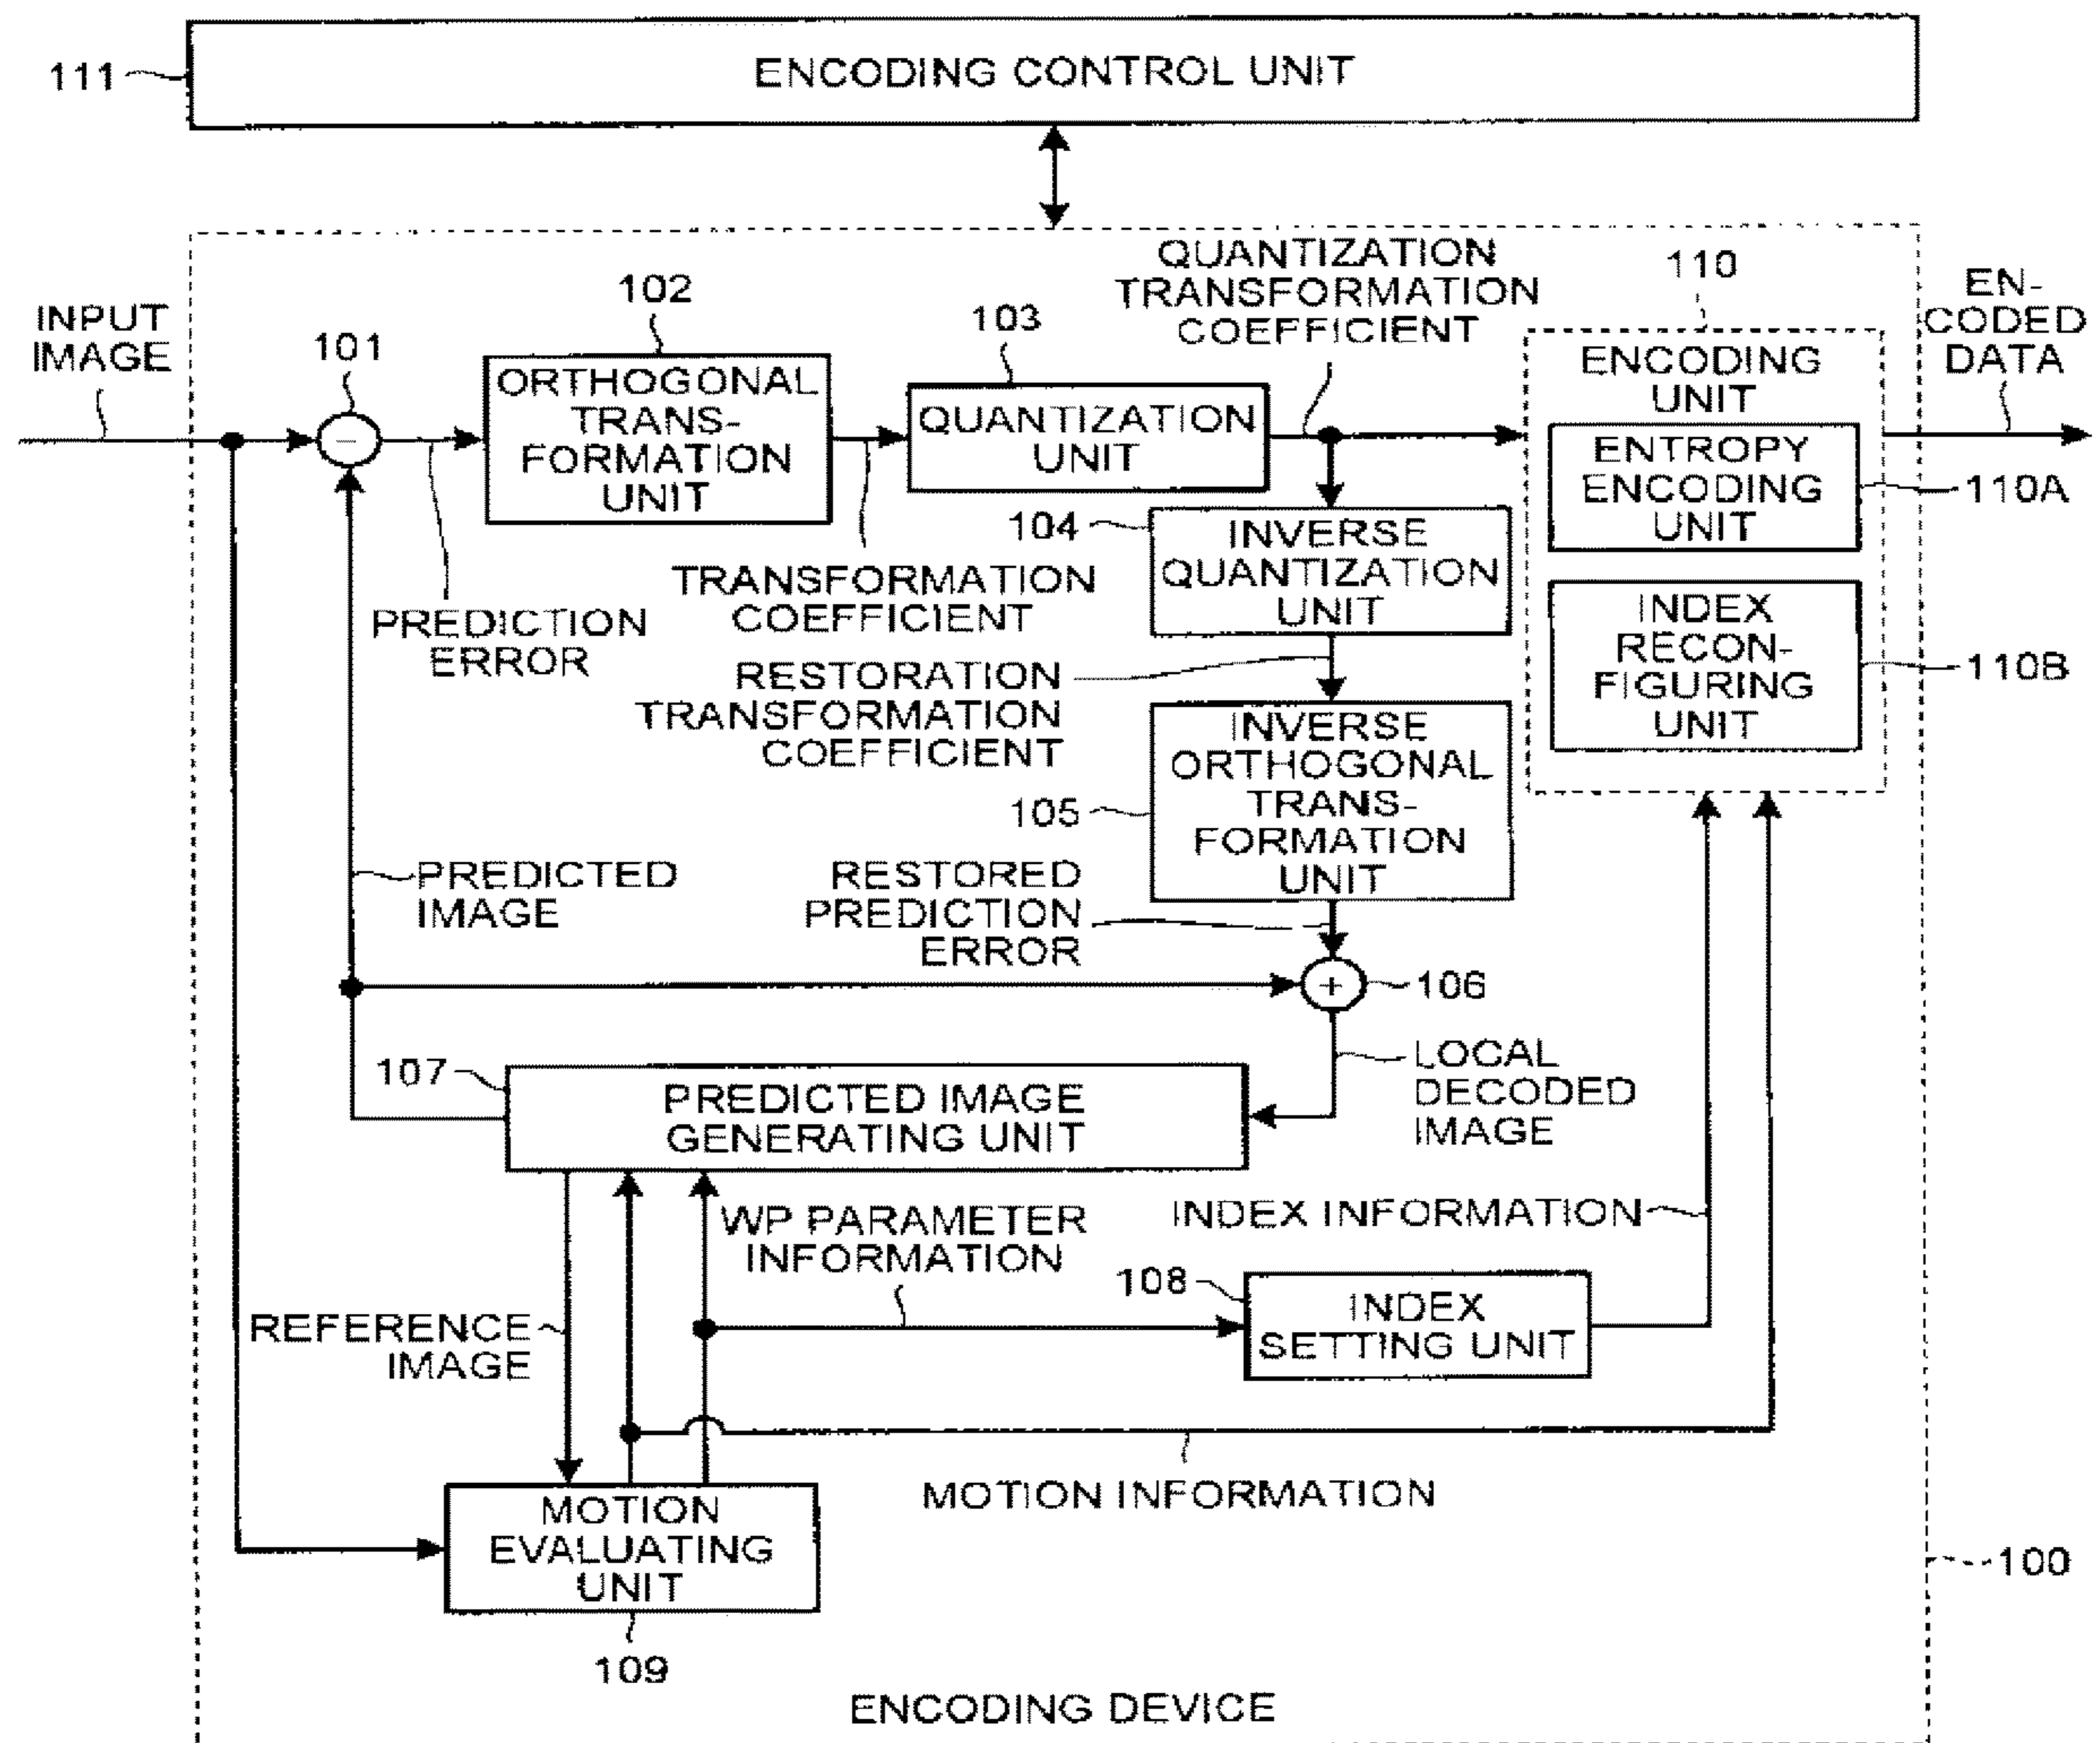 111
ENCODING CONTROL UNIT
QUANTIZATION
TRANSFORMATION
COEFFICIENT
110
EN-
CODED
DATA
INPUT
IMAGE
101
102
103
ENCODING
UNIT
-
ORTHOGONAL
TRANS-
FORMATION
UNIT
QUANTIZATION
UNIT
ENTROPY
ENCODING
UNIT
110A
104
INVERSE
QUANTIZATION
UNIT
PREDICTION
ERROR
TRANSFORMATION
COEFFICIENT
INDEX
RECON-
FIGURING
UNIT
110B
RESTORATION
TRANSFORMATION
COEFFICIENT
105
INVERSE
ORTHOGONAL
TRANS-
FORMATION
UNIT
PREDICTED
IMAGE
RESTORED
PREDICTION
ERROR
+
106
107
PREDICTED IMAGE
GENERATING UNIT
LOCAL
DECODED
IMAGE
WP PARAMETER
INFORMATION
INDEX INFORMATION
REFERENCE
IMAGE
108
INDEX
SETTING UNIT
MOTION INFORMATION
MOTION
EVALUATING
UNIT
109
100
ENCODING DEVICE